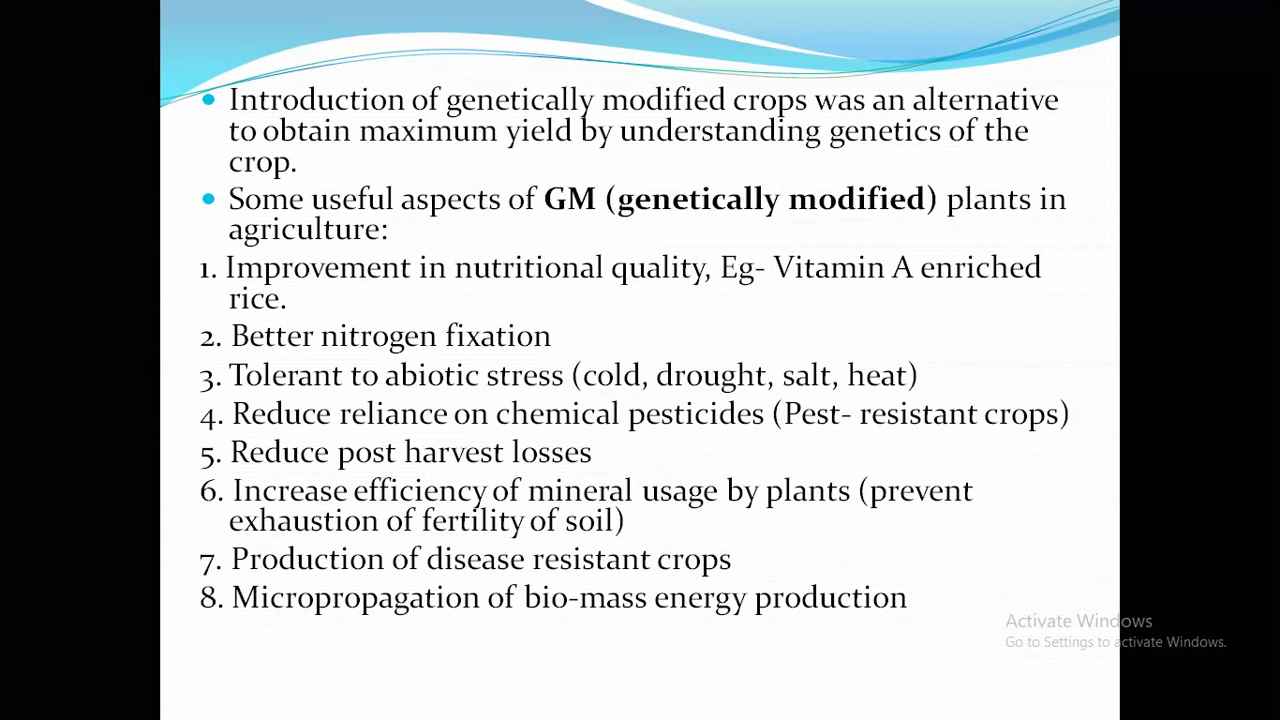 Introduction of genetically modified crops was an alternative
to obtain maximum yield by understanding genetics of the
crop.
Some useful aspects of GM (genetically modified) plants in
agriculture:
1. Improvement in nutritional quality, Eg- Vitamin A enriched
rice.
2. Better nitrogen fixation
3. Tolerant to abiotic stress (cold, drought, salt, heat)
4. Reduce reliance on chemical pesticides (Pest- resistant crops)
5. Reduce post harvest losses
6. Increase efficiency of mineral usage by plants (prevent
exhaustion of fertility of soil)
7. Production of disease resistant crops
8. Micropropagation of bio-mass energy production
Activate Windows
Go to Settings to activate Windows.